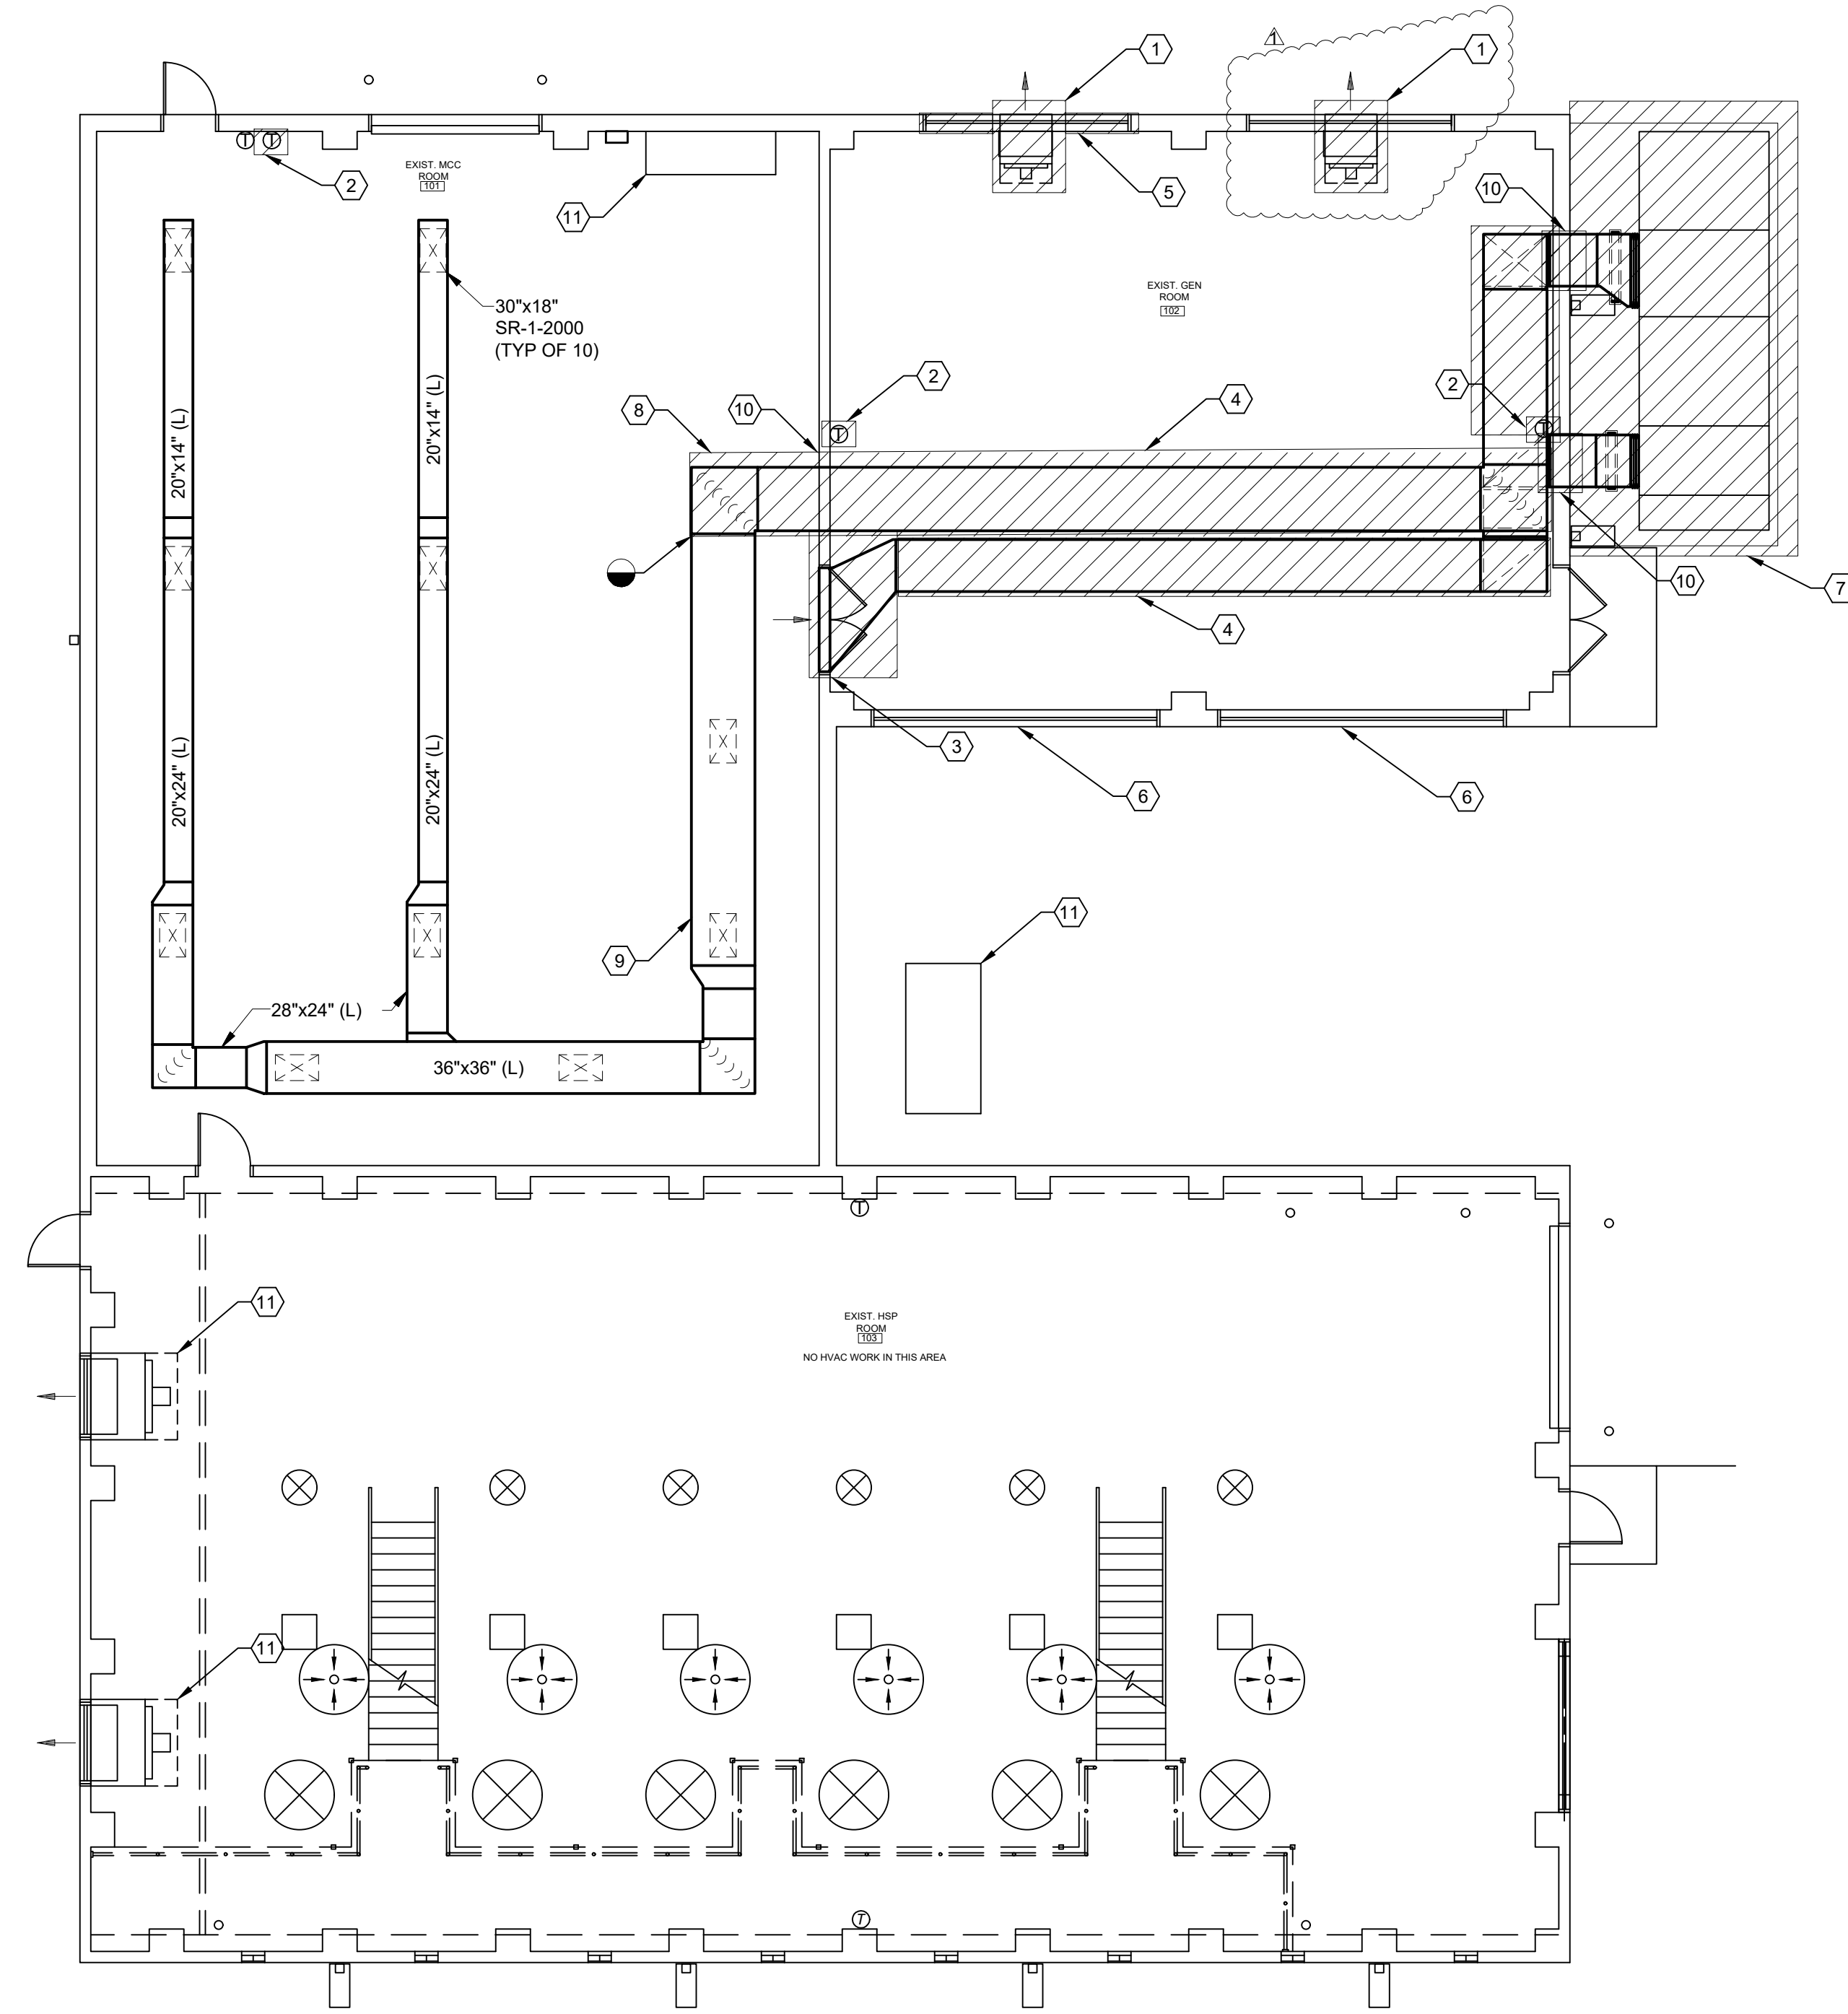 1
1
1
2
EXIST. MCC
ROOM
101
11
5
10
T
T
30"x18"
SR-1-2000
(TYP OF 10)
EXIST. GEN
ROOM
102
20"x14" (L)
20"x14" (L)
8
10
2
4
2
T
T
10
7
4
20"x24" (L)
20"x24" (L)
3
6
6
9
11
28"x24" (L)
36"x36" (L)
T
11
EXIST. HSP
ROOM
103
NO HVAC WORK IN THIS AREA
11
T